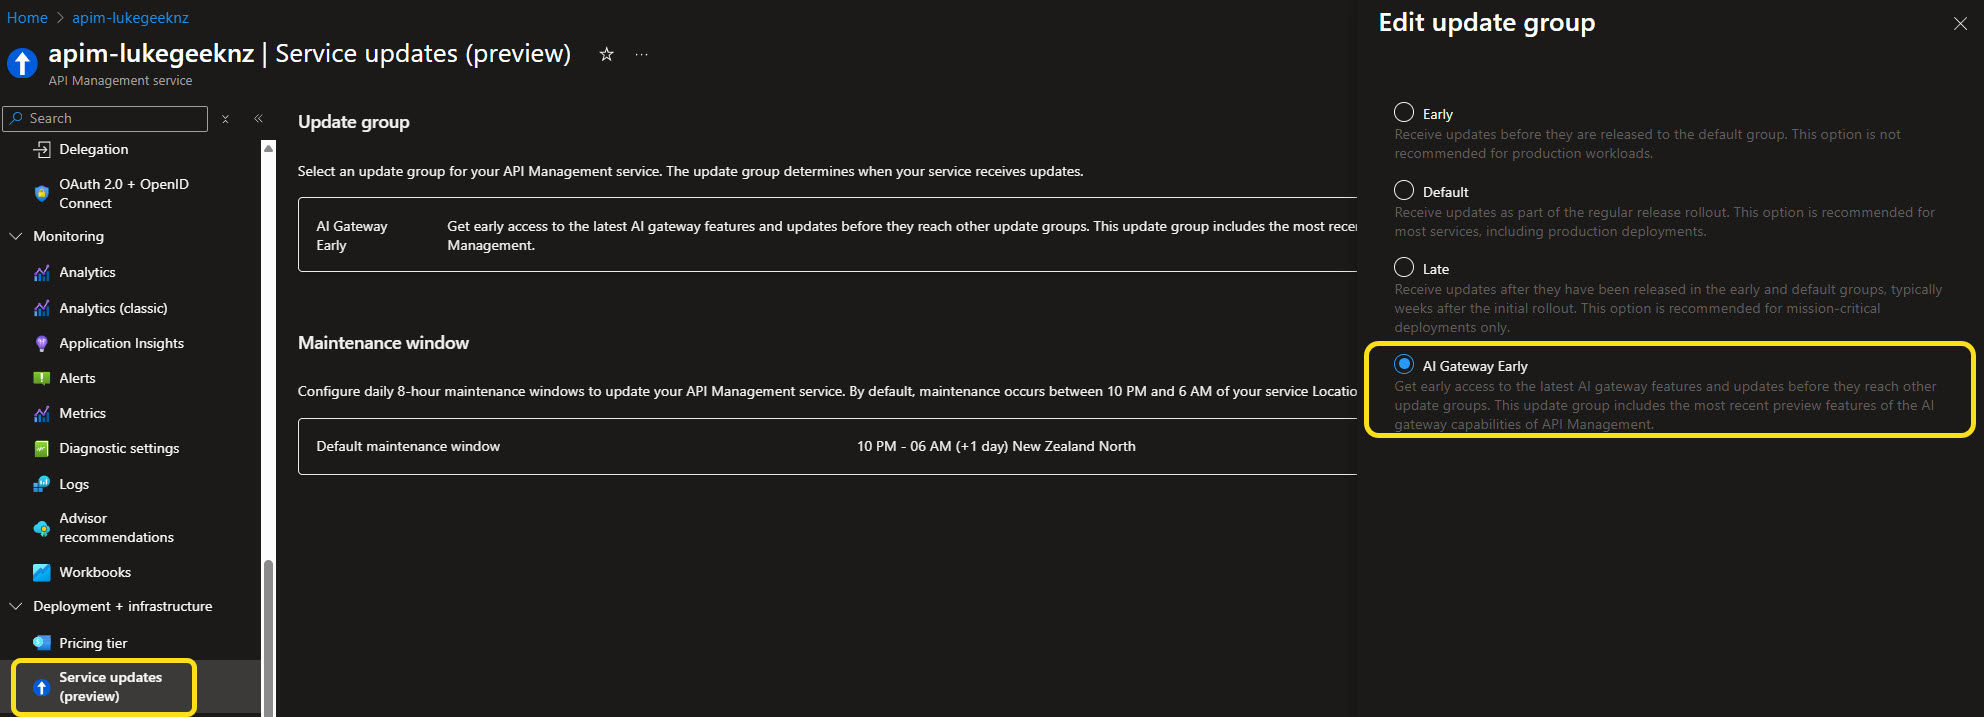 Home > apim-lukegeeknz
apim-lukegeeknz | Service updates (preview)
API Management service
Search
Delegation
OAuth 2.0 + OpenID
Connect
Monitoring
Analytics
Analytics (classic)
Application Insights
Alerts
Metrics
Diagnostic settings
Logs
Advisor
recommendations
Workbooks
Deployment + infrastructure
Pricing tier
Service updates
(preview)
Update group
Select an update group for your API Management service. The update group determines when your service receives updates.
AI Gateway
Early
Get early access to the latest AI gateway features and updates before they reach other update groups. This update group includes the most recen
Management.
Maintenance window
Configure daily 8-hour maintenance windows to update your API Management service. By default, maintenance occurs between 10 PM and 6 AM of your service Locatio
Default maintenance window
10 PM - 06 AM (+1 day) New Zealand North
Edit update group
Early
Receive updates before they are released to the default group. This option is not
recommended for production workloads.
Default
Receive updates as part of the regular release rollout. This option is recommended for
most services, including production deployments.
Late
Receive updates after they have been released in the early and default groups, typically
weeks after the initial rollout. This option is recommended for mission-critical
deployments only.
AI Gateway Early
Get early access to the latest AI gateway features and updates before they reach other
update groups. This update group includes the most recent preview features of the AI
gateway capabilities of API Management.